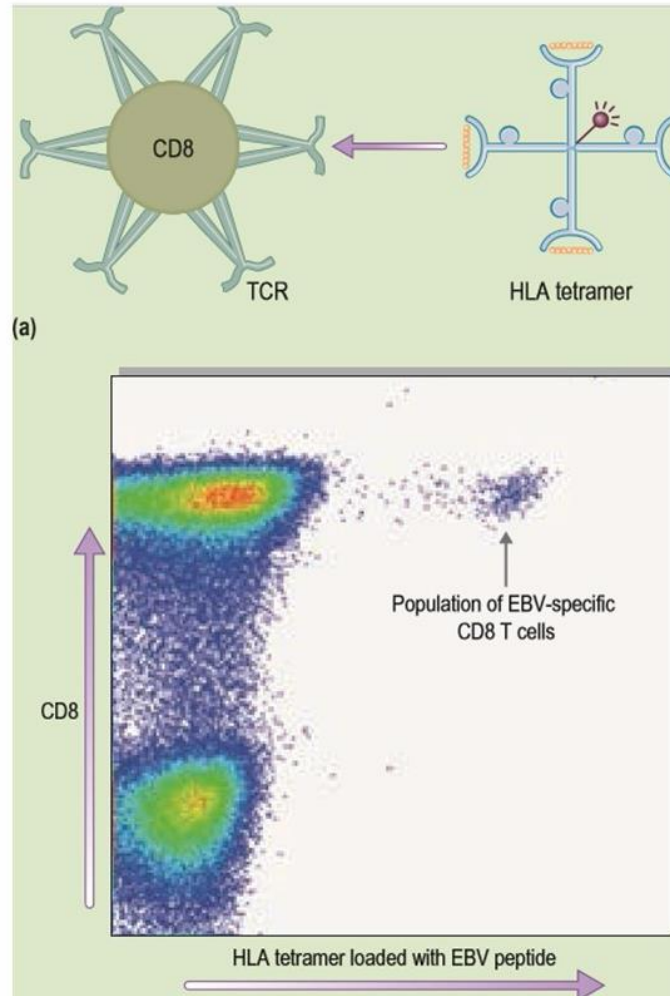 CD8
TCR
HLA tetramer
(a)
Population of EBV-specific
CD8 T cells
CD8
HLA tetramer loaded with EBV peptide